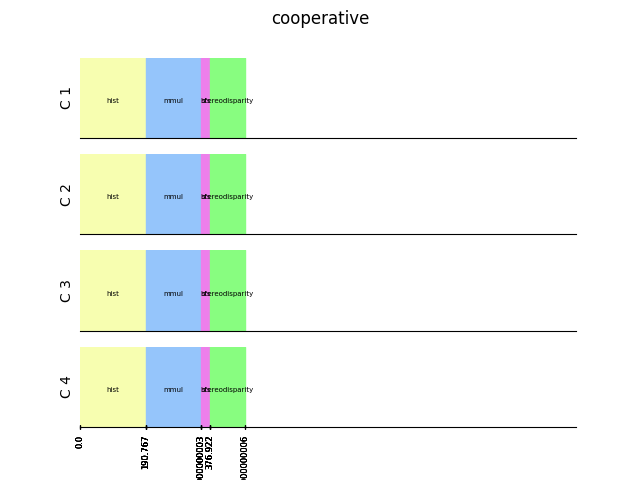 cooperative
C 1
hist
mmul
stereodisparity
C 2
hist
mmul
stereodisparity
C 3
hist
mmul
stereodisparity
C 4
hist
mmul
stereodisparity
0.0
190.767
376.922